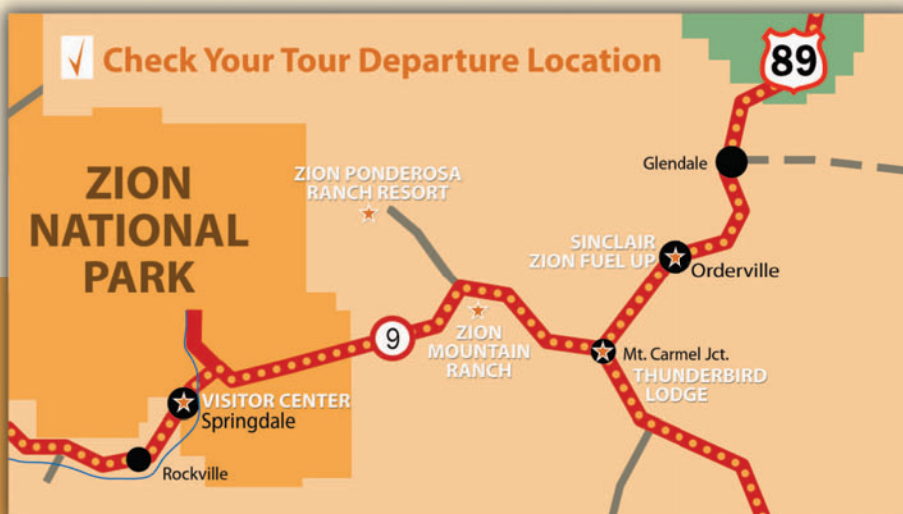 Check Your Tour Departure Location
89
ZION
NATIONAL
PARK
ZION PONDEROSA
RANCH RESORT
Glendale
SINCLAIR
ZION FUEL UP
Orderville
9
ZION
MOUNTAIN
RANCH
Mt. Carmel Jct.
THUNDERBIRD
LODGE
VISITOR CENTER
Springdale
Rockville